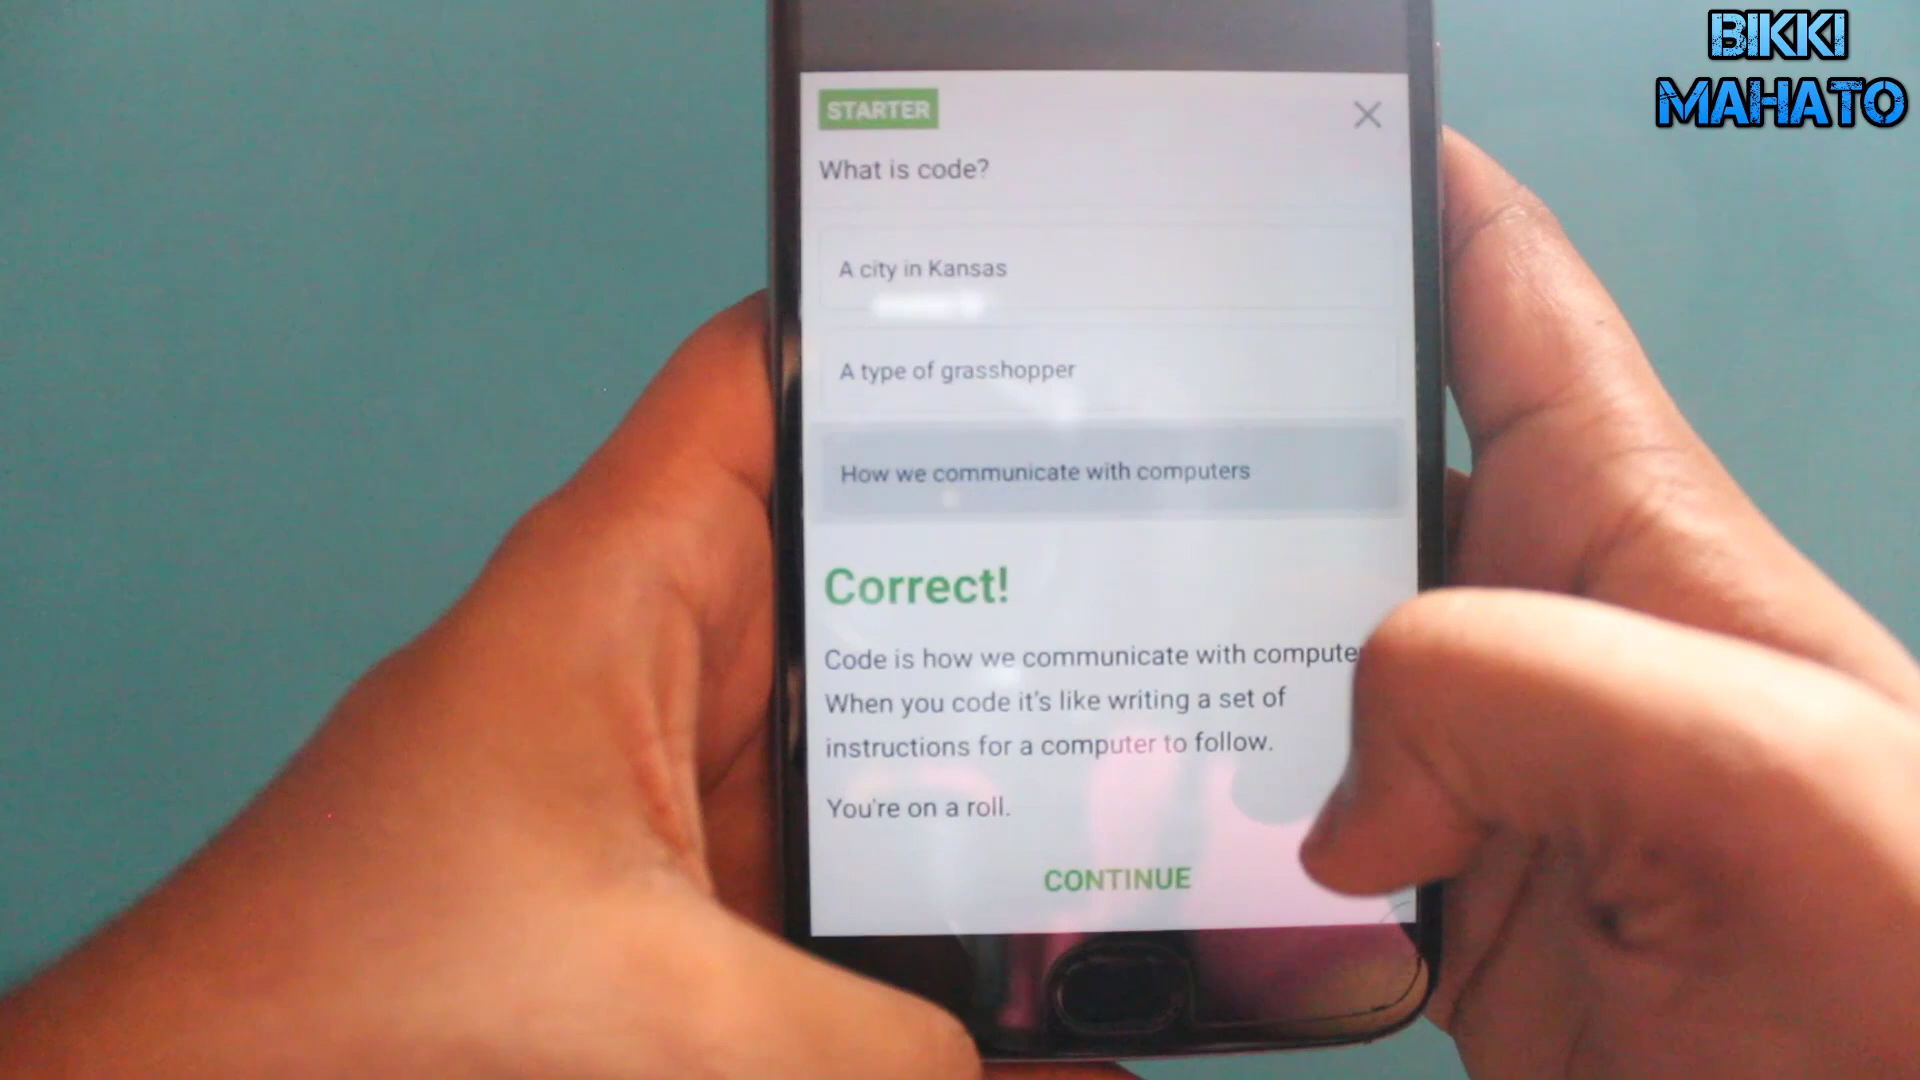 BIKKI
MAHATO
STARTER
What is code?
A city in Kansas
A type of grasshopper
How we communicate with computers
Correct!
Code is how we communicate with compute
When you code it's like writing a set of
instructions for a computer to follow.
You're on a roll.
CONTINUE